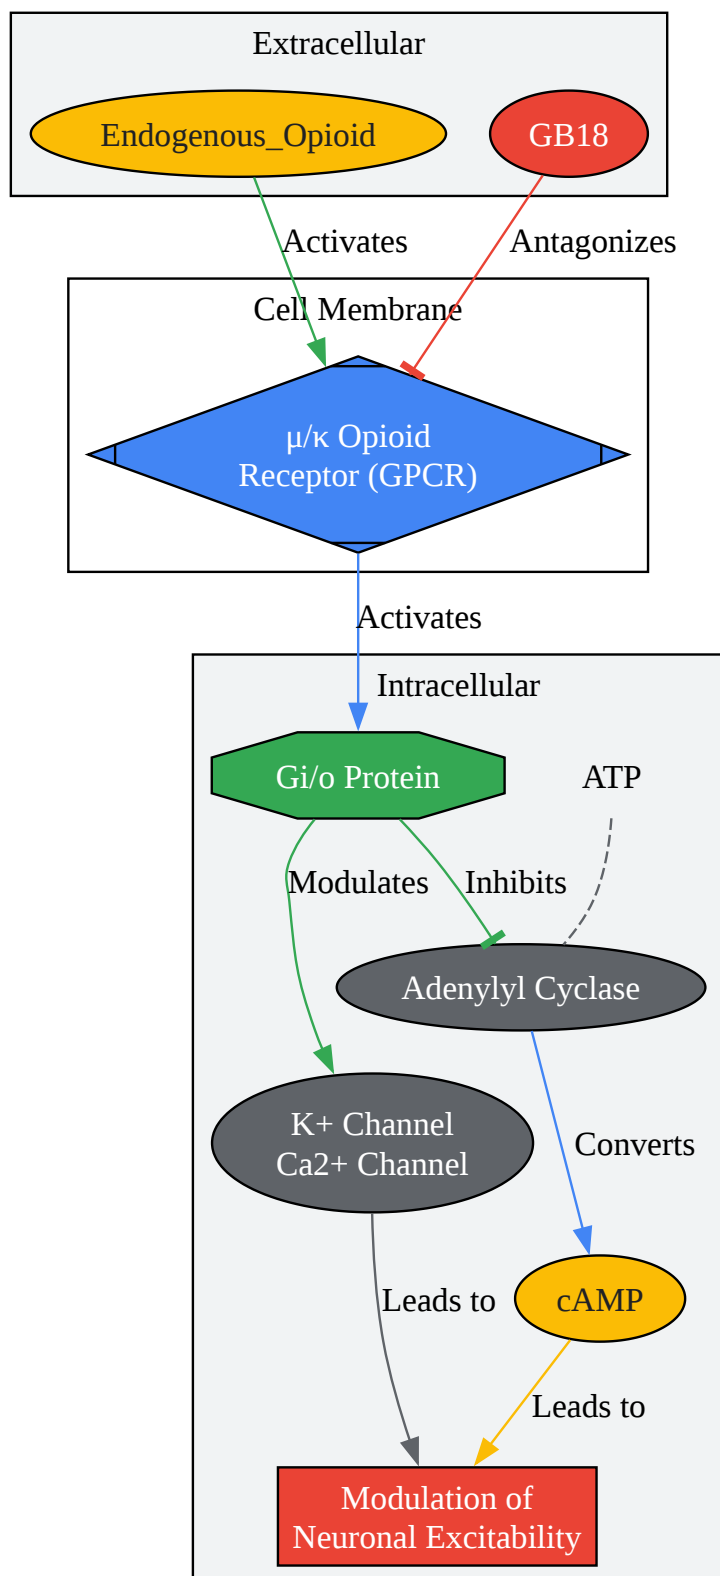 Extracellular
Endogenous_Opioid
GB18
Activates
Antagonizes
Cell Membrane
μ/κ Opioid
Receptor (GPCR)
Activates
Intracellular
Gi/o Protein
ATP
Modulates
Inhibits
Adenylyl Cyclase
K+ Channel
Ca2+ Channel
Converts
Leads to
cAMP
Leads to
Modulation of
Neuronal Excitability